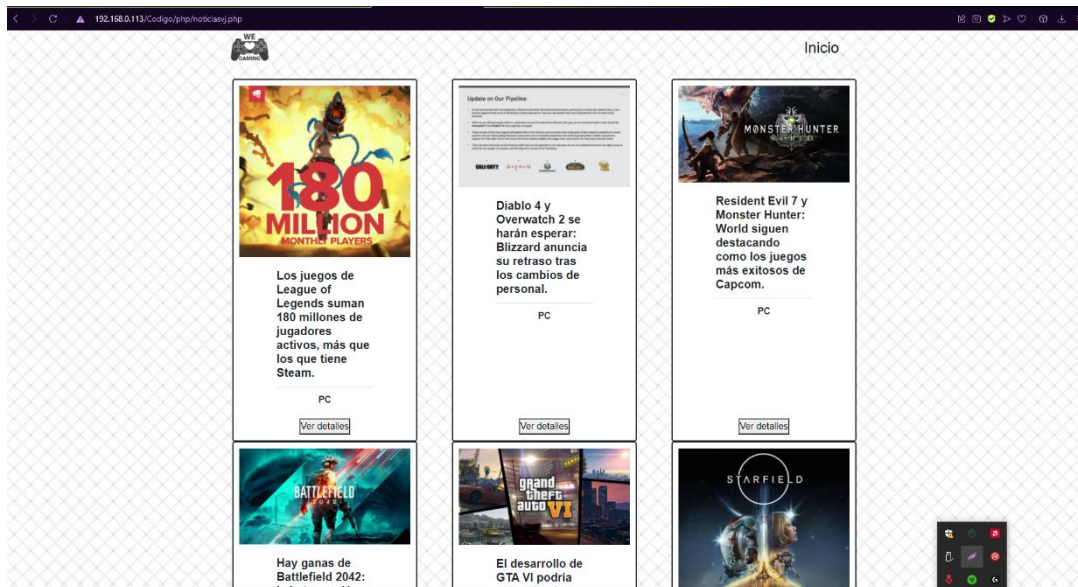 192.168.0.113/Codigo/php/noticiasvj.php
WE
GAMING
Inicio
180
MILLION
MONTHLY PLAYERS
Los juegos de
League of
Legends suman
180 millones de
jugadores
activos, más que
los que tiene
Steam.
PC
Ver detalles
Update on Our Pipeline
CALL OF DUTY
Diablo 4 y
Overwatch 2 se
harán esperar:
Blizzard anuncia
su retraso tras
los cambios de
personal.
PC
Ver detalles
MONSTER HUNTER
WORLD
Resident Evil 7 y
Monster Hunter:
World siguen
destacando
como los juegos
más exitosos de
Capcom.
PC
Ver detalles
BATTLEFIELD
2042
Hay ganas de
Battlefield 2042:
grand
theft
auto
VI
El desarrollo de
GTA VI podría
STARFIELD